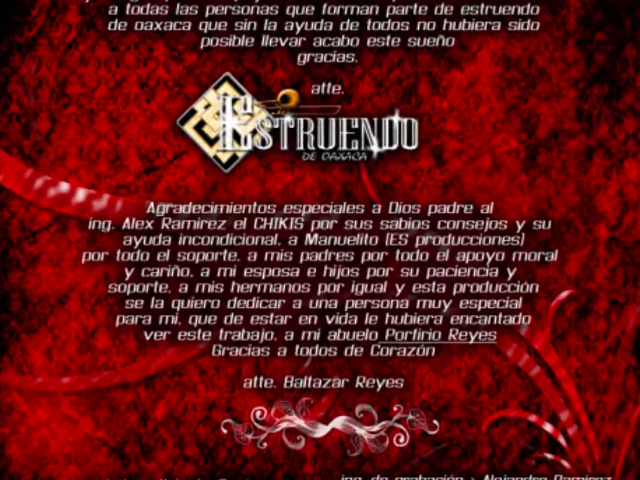 a todas las personas que forman parte de estruendo
de oaxaca que sin la ayuda de todos no hubiera sido
posible llevar acabo este sueño
gracias.
atte.
ESTRUENDO
DE OAXACA
Agradecimientos especiales a Dios padre al
ing. Alex Ramirez el CHIKIS por sus sabios consejos y su
ayuda incondicional, a Manuelito (ES producciones)
por todo el soporte, a mis padres por todo el apoyo moral
y cariño, a mi esposa e hijos por su paciencia y
soporte, a mis hermanos por igual y esta producción
se la quiero dedicar a una persona muy especial
para mi, que de estar en vida le hubiera encantado
ver este trabajo, a mi abuelo Porfirio Reyes
Gracias a todos de Corazón
atte. Baltazar Reyes
ing. de grabación : Alejandro Ramirez